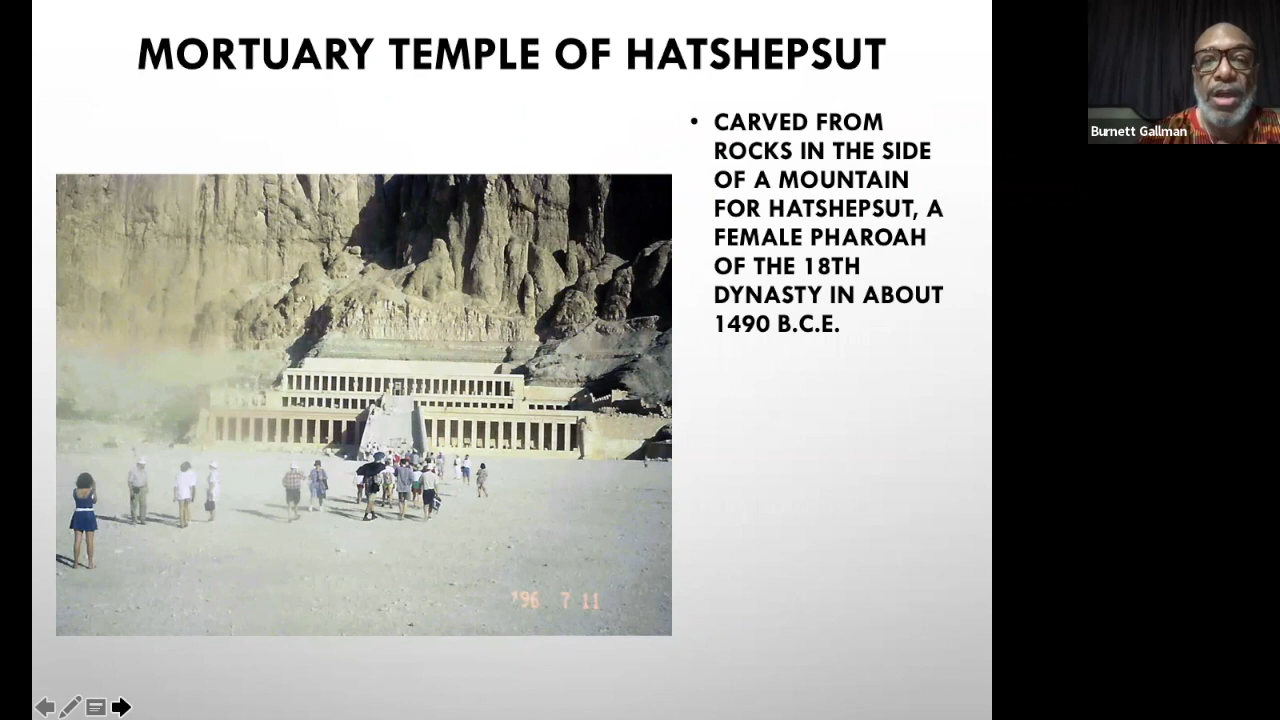 MORTUARY TEMPLE OF HATSHEPSUT
• CARVED FROM
ROCKS IN THE SIDE
OF A MOUNTAIN
FOR HATSHEPSUT, A
FEMALE PHAROAH
OF THE 18TH
DYNASTY IN ABOUT
1490 B.C.E.
Burnett Gallman
'96 7 11